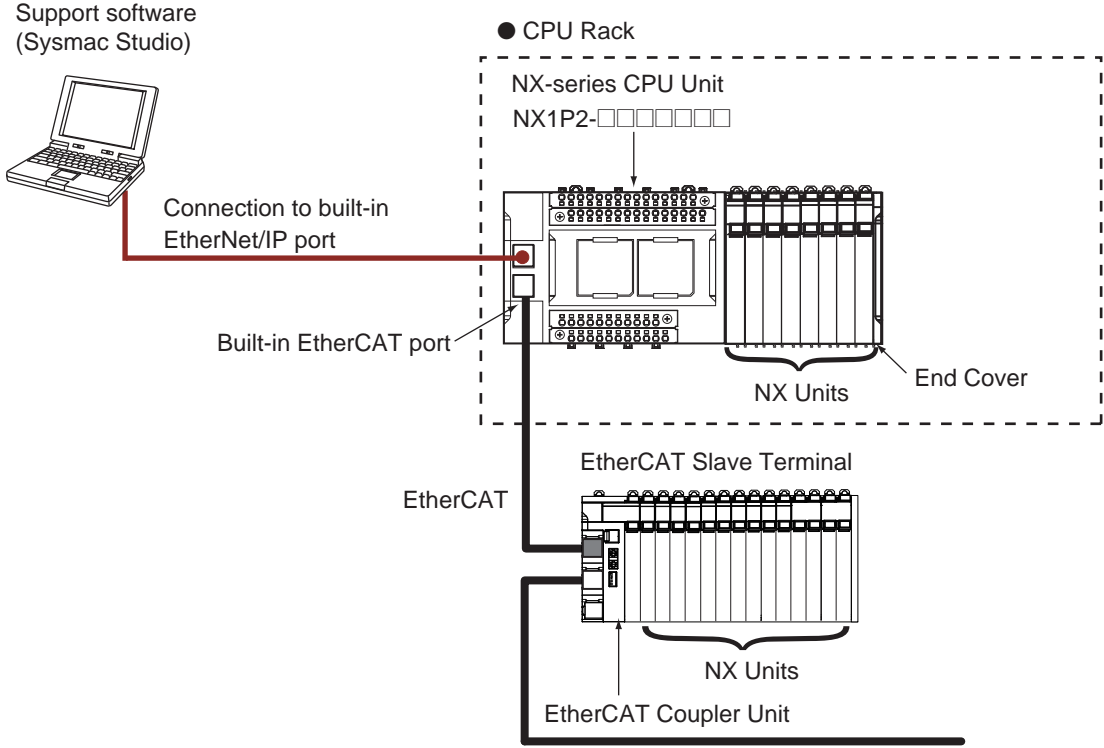 Support software
(Sysmac Studio)
● CPU Rack
NX-series CPU Unit
NX1P2-□□□□□□□
Connection to built-in
EtherNet/IP port
Built-in EtherCAT port
NX Units
End Cover
EtherCAT Slave Terminal
EtherCAT
NX Units
EtherCAT Coupler Unit